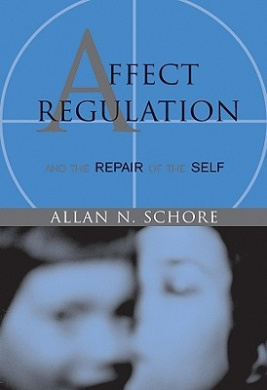 AFFECT
REGULATION
AND THE REPAIR OF THE SELF
ALLAN N. SCHORE